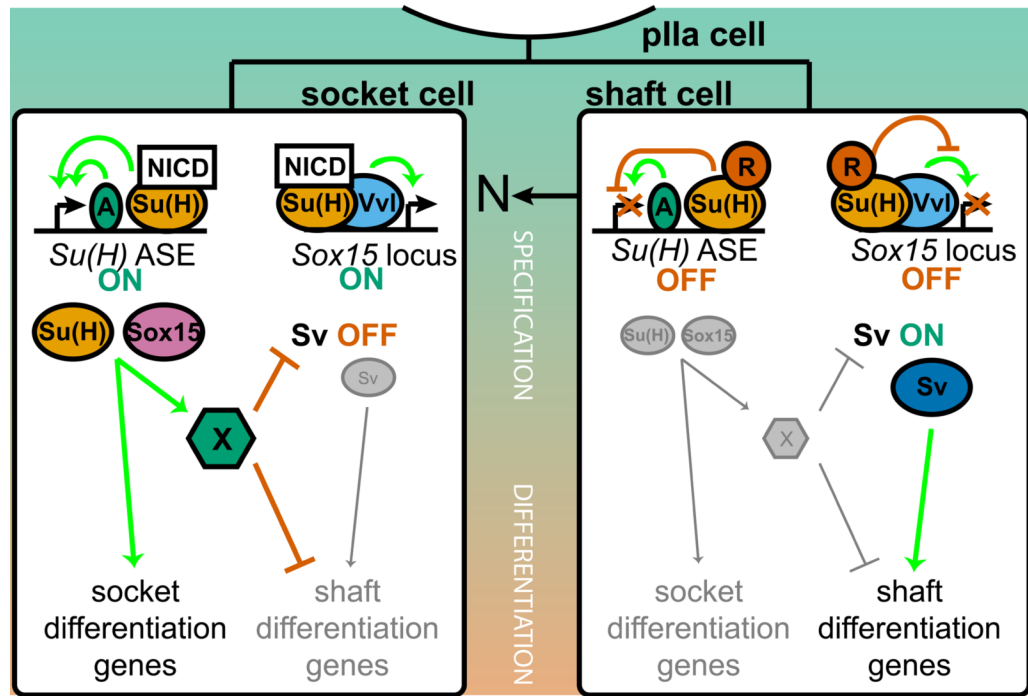 pIIa cell
socket cell
shaft cell
NICD
A
Su(H)
Su(H) ASE
ON
NICD
Su(H)
Vvl
Sox15 locus
ON
Su(H)
Sox15
Sv OFF
Sv
X
socket
differentiation
genes
shaft
differentiation
genes
N
SPECIFICATION
DIFFERENTIATION
R
A
Su(H)
Su(H) ASE
OFF
R
Su(H)
Vvl
Sox15 locus
OFF
Su(H)
Sox15
Sv ON
Sv
X
socket
differentiation
genes
shaft
differentiation
genes